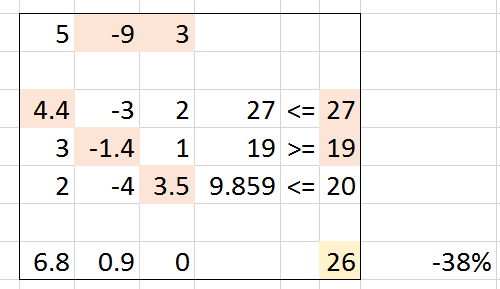 5 -9 3
4.4 -3 2 27 <= 27
3 -1.4 1 19 >= 19
2 -4 3.5 9.859 <= 20
6.8 0.9 0 26 -38%